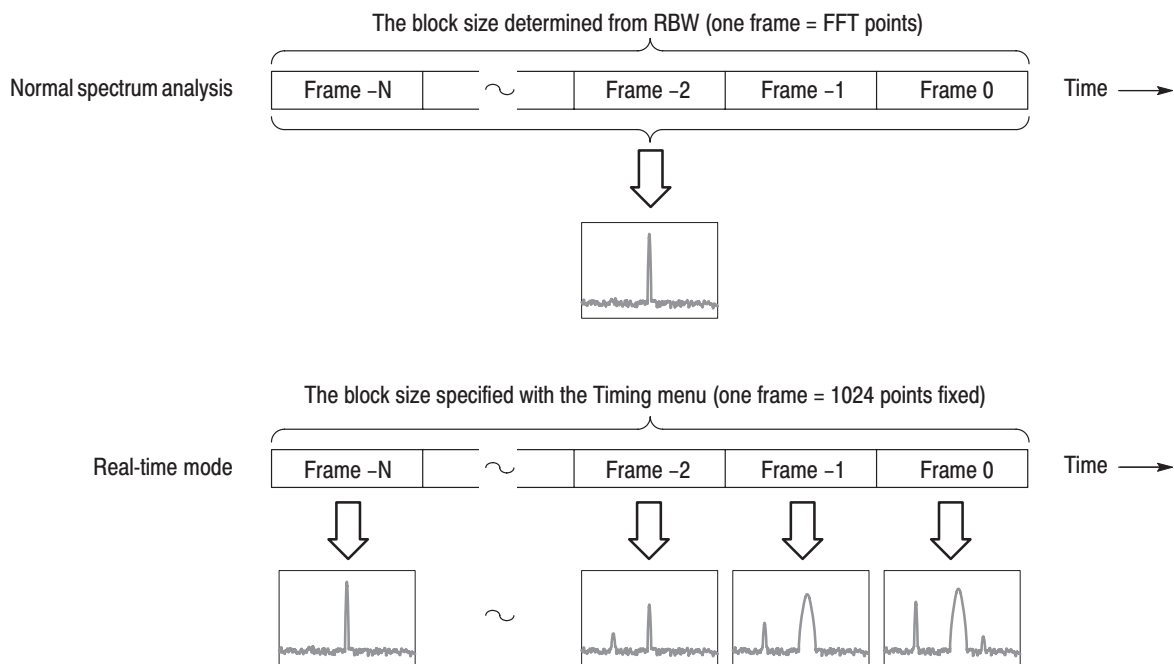 The block size determined from RBW (one frame = FFT points)
Normal spectrum analysis
Frame –N
Frame –2
Frame –1
Frame 0
Time
The block size specified with the Timing menu (one frame = 1024 points fixed)
Real-time mode
Frame –N
Frame –2
Frame –1
Frame 0
Time